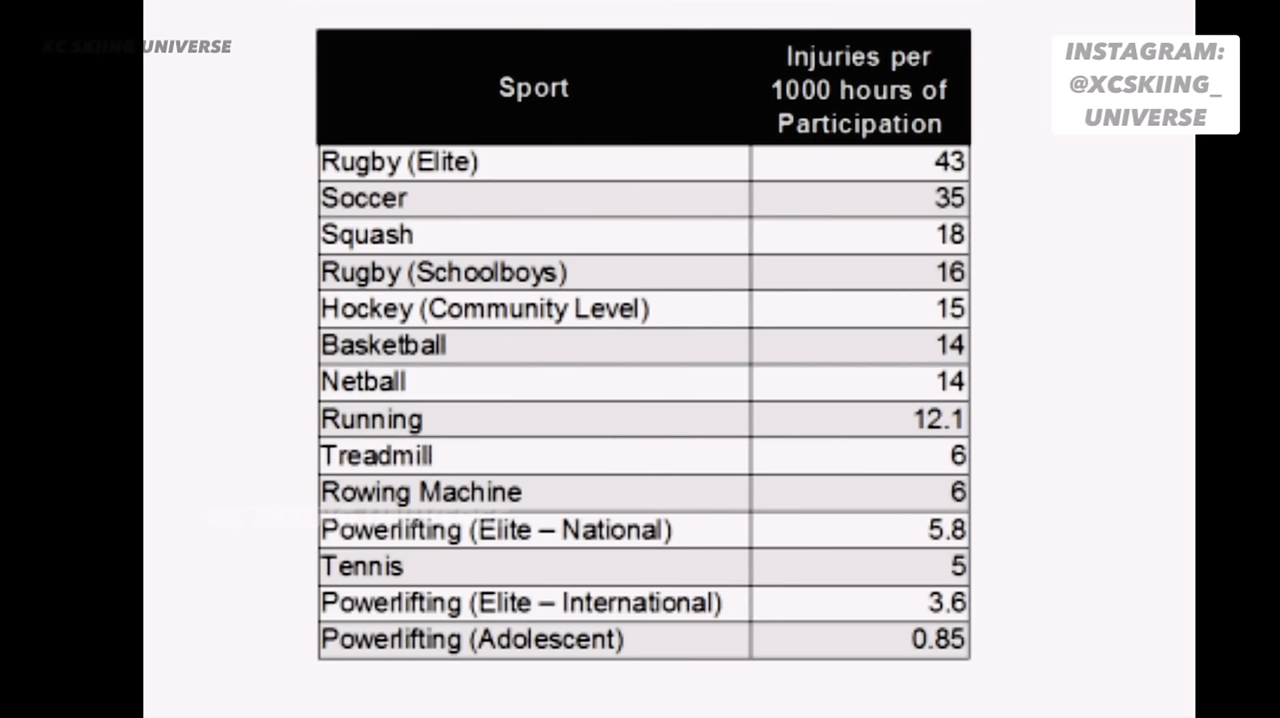 XC SKIING UNIVERSE
INSTAGRAM:
@XCSKIING_
UNIVERSE
Sport
Injuries per
1000 hours of
Participation
Rugby (Elite) 43
Soccer 35
Squash 18
Rugby (Schoolboys) 16
Hockey (Community Level) 15
Basketball 14
Netball 14
Running 12.1
Treadmill 6
Rowing Machine 6
Powerlifting (Elite – National) 5.8
Tennis 5
Powerlifting (Elite – International) 3.6
Powerlifting (Adolescent) 0.85